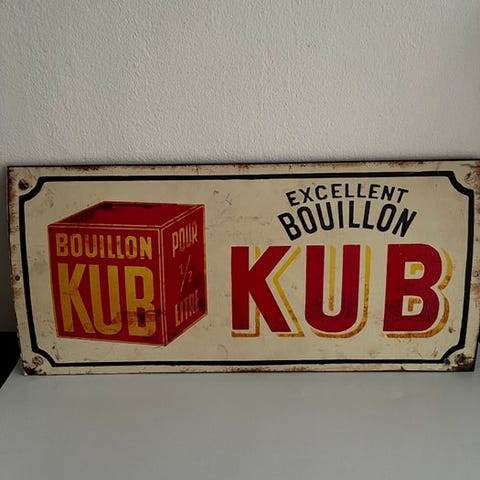 BOUILLON
KUB
POUR
1/2
LITRE
EXCELLENT
BOUILLON
KUB